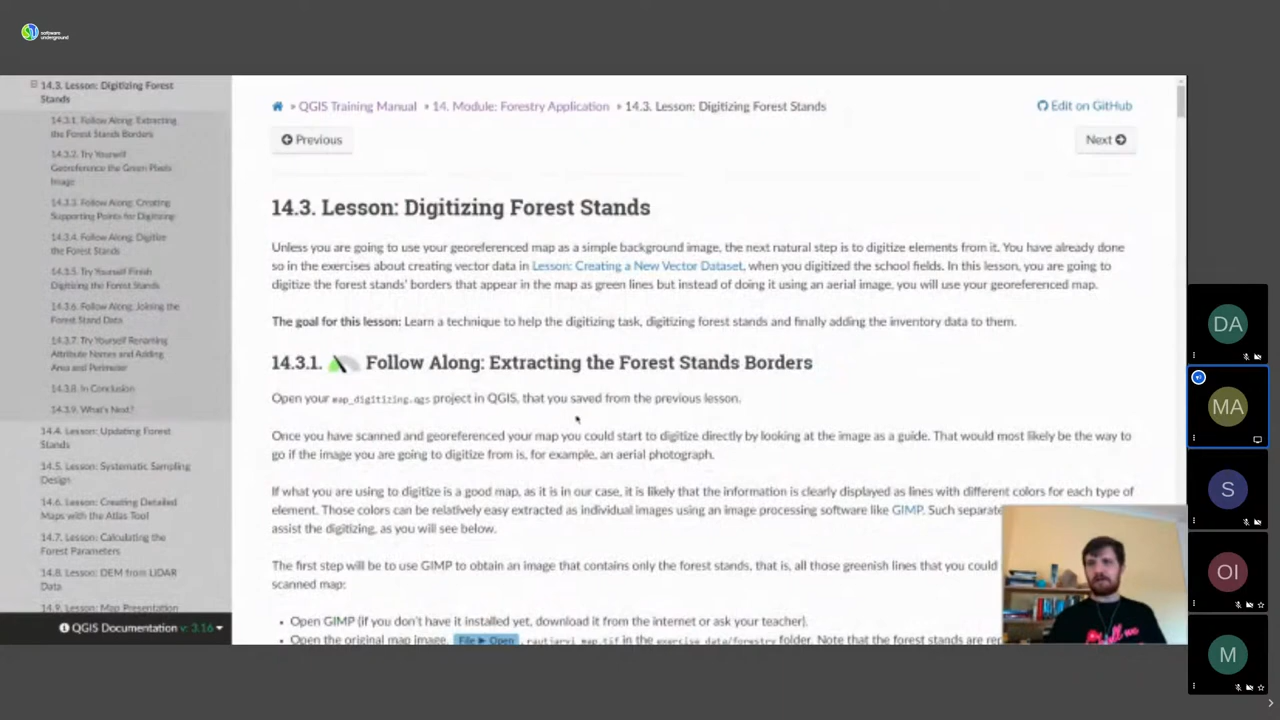 software
underground
14.3. Lesson: Digitizing Forest
Stands
14.3.1. Follow Along: Extracting
the Forest Stands Borders
14.3.2. Try Yourself
Georeference the Green Pixels
Image
14.3.3. Follow Along: Creating
Supporting Points for Digitizing
14.3.4. Follow Along: Digitize
the Forest Stands
14.3.5. Try Yourself Finish
Digitizing the Forest Stands
14.3.6. Follow Along: Joining the
Forest Stand Data
14.3.7. Try Yourself Renaming
Attribute Names and Adding
Area and Perimeter
14.3.8. In Conclusion
14.3.9. What's Next?
14.4. Lesson: Updating Forest
Stands
14.5. Lesson: Systematic Sampling
Design
14.6. Lesson: Creating Detailed
Maps with the Atlas Tool
14.7. Lesson: Calculating the
Forest Parameters
14.8. Lesson: DEM from LiDAR
Data
14.9. Lesson: Map Presentation
QGIS Documentation v: 3.16
» QGIS Training Manual » 14. Module: Forestry Application » 14.3. Lesson: Digitizing Forest Stands
Edit on GitHub
Previous
Next
14.3. Lesson: Digitizing Forest Stands
Unless you are going to use your georeferenced map as a simple background image, the next natural step is to digitize elements from it. You have already done
so in the exercises about creating vector data in Lesson: Creating a New Vector Dataset, when you digitized the school fields. In this lesson, you are going to
digitize the forest stands' borders that appear in the map as green lines but instead of doing it using an aerial image, you will use your georeferenced map.
The goal for this lesson: Learn a technique to help the digitizing task, digitizing forest stands and finally adding the inventory data to them.
14.3.1. Follow Along: Extracting the Forest Stands Borders
Open your map_digitizing.qgs project in QGIS, that you saved from the previous lesson.
Once you have scanned and georeferenced your map you could start to digitize directly by looking at the image as a guide. That would most likely be the way to
go if the image you are going to digitize from is, for example, an aerial photograph.
If what you are using to digitize is a good map, as it is in our case, it is likely that the information is clearly displayed as lines with different colors for each type of
element. Those colors can be relatively easy extracted as individual images using an image processing software like GIMP. Such separate
assist the digitizing, as you will see below.
The first step will be to use GIMP to obtain an image that contains only the forest stands, that is, all those greenish lines that you could
scanned map:
• Open GIMP (if you don't have it installed yet, download it from the internet or ask your teacher).
• Open the original map image, File ► Open, rautjarvi_map.tif in the exercise_data/forestry folder. Note that the forest stands are
DA
MA
S
OI
M